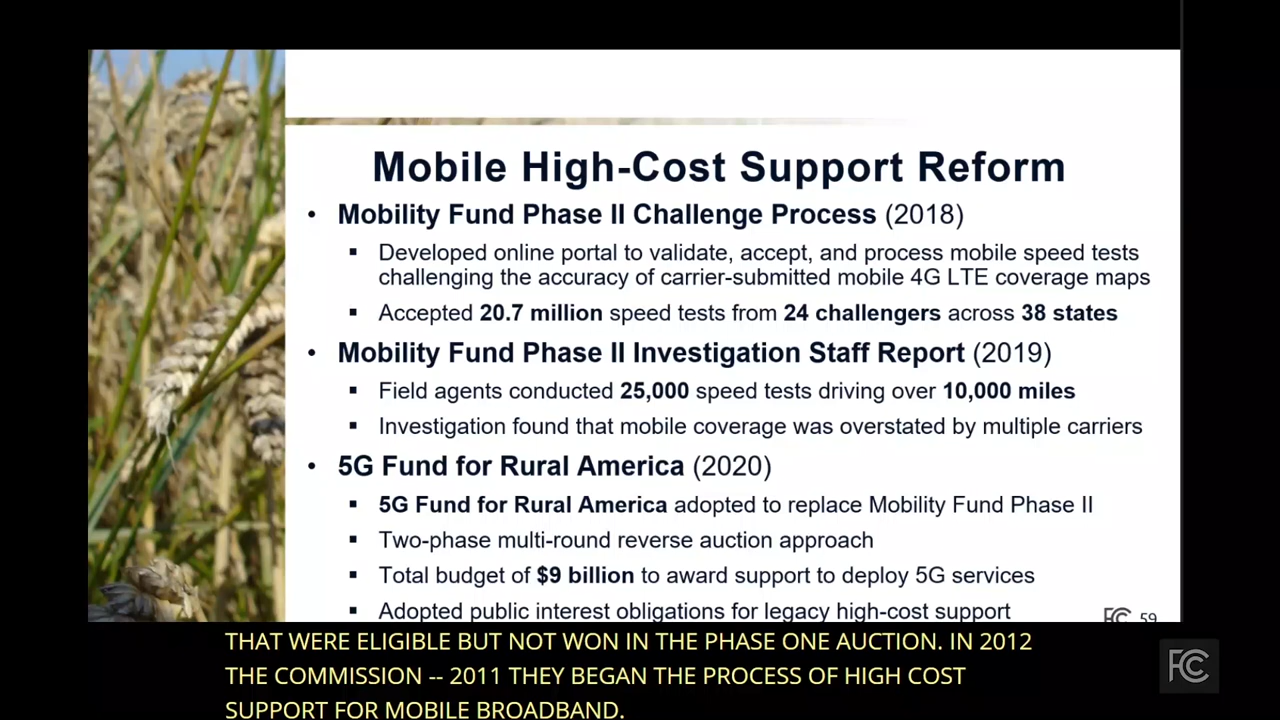 Mobile High-Cost Support Reform
• Mobility Fund Phase II Challenge Process (2018)
▪ Developed online portal to validate, accept, and process mobile speed tests
challenging the accuracy of carrier-submitted mobile 4G LTE coverage maps
▪ Accepted 20.7 million speed tests from 24 challengers across 38 states
• Mobility Fund Phase II Investigation Staff Report (2019)
▪ Field agents conducted 25,000 speed tests driving over 10,000 miles
▪ Investigation found that mobile coverage was overstated by multiple carriers
• 5G Fund for Rural America (2020)
▪ 5G Fund for Rural America adopted to replace Mobility Fund Phase II
▪ Two-phase multi-round reverse auction approach
▪ Total budget of $9 billion to award support to deploy 5G services
▪ Adopted public interest obligations for legacy high-cost support
FC 59
THAT WERE ELIGIBLE BUT NOT WON IN THE PHASE ONE AUCTION. IN 2012
THE COMMISSION -- 2011 THEY BEGAN THE PROCESS OF HIGH COST
SUPPORT FOR MOBILE BROADBAND.
FC